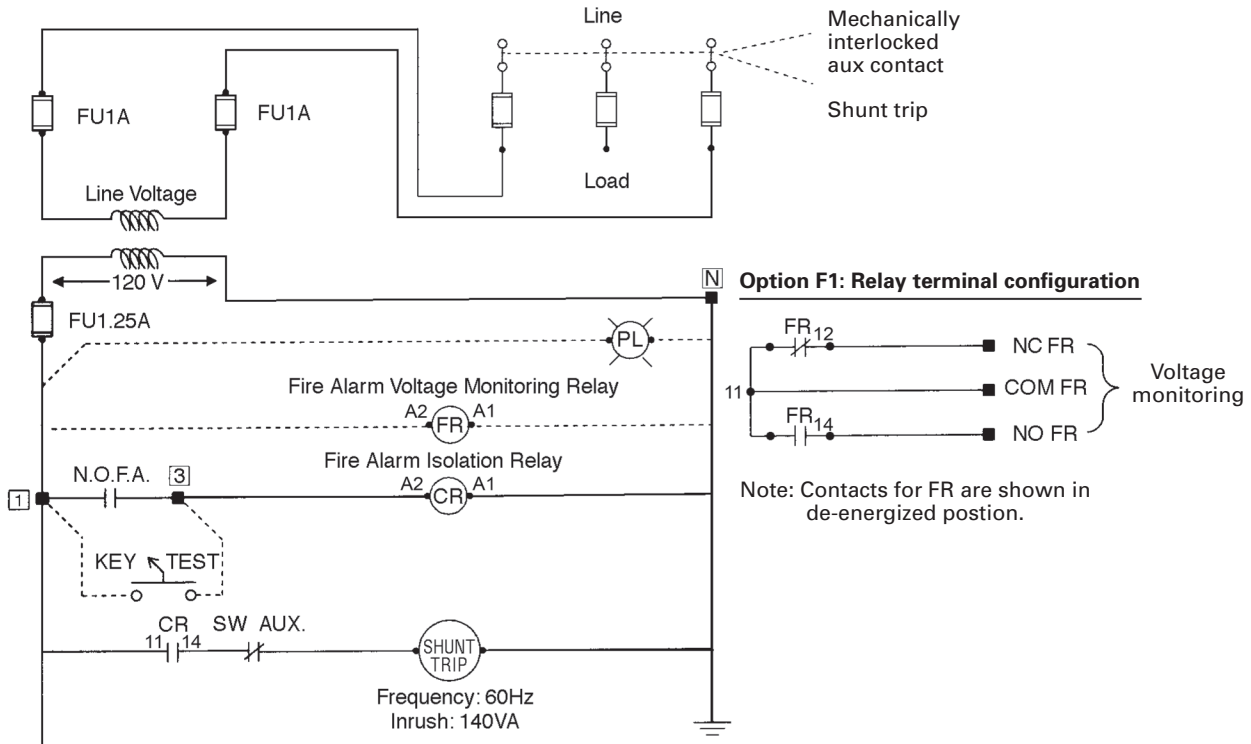 Line
Mechanically
interlocked
aux contact
Shunt trip
FU1A
FU1A
Load
Line Voltage
120 V
FU1.25A
N
Option F1: Relay terminal configuration
PL
FR 12
NC FR
11
COM FR
Voltage
monitoring
FR 14
NO FR
Fire Alarm Voltage Monitoring Relay
A2 FR A1
Fire Alarm Isolation Relay
N.O.F.A.
3
A2 CR A1
1
Note: Contacts for FR are shown in
de-energized postion.
KEY TEST
CR
11 14
SW AUX.
SHUNT
TRIP
Frequency: 60Hz
Inrush: 140VA